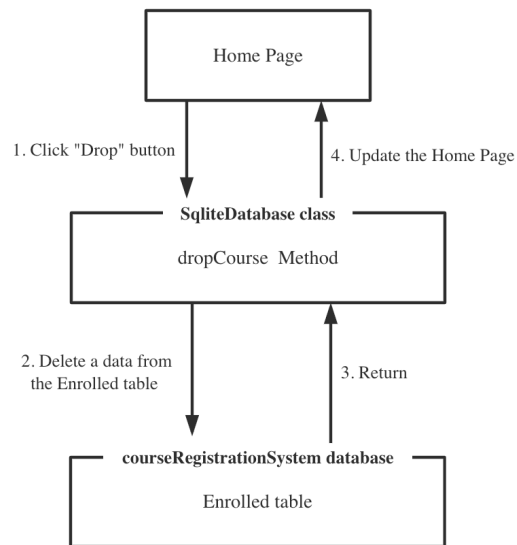 Home Page
1. Click "Drop" button
4. Update the Home Page
SqliteDatabase class
dropCourse Method
2. Delete a data from
the Enrolled table
3. Return
courseRegistrationSystem database
Enrolled table